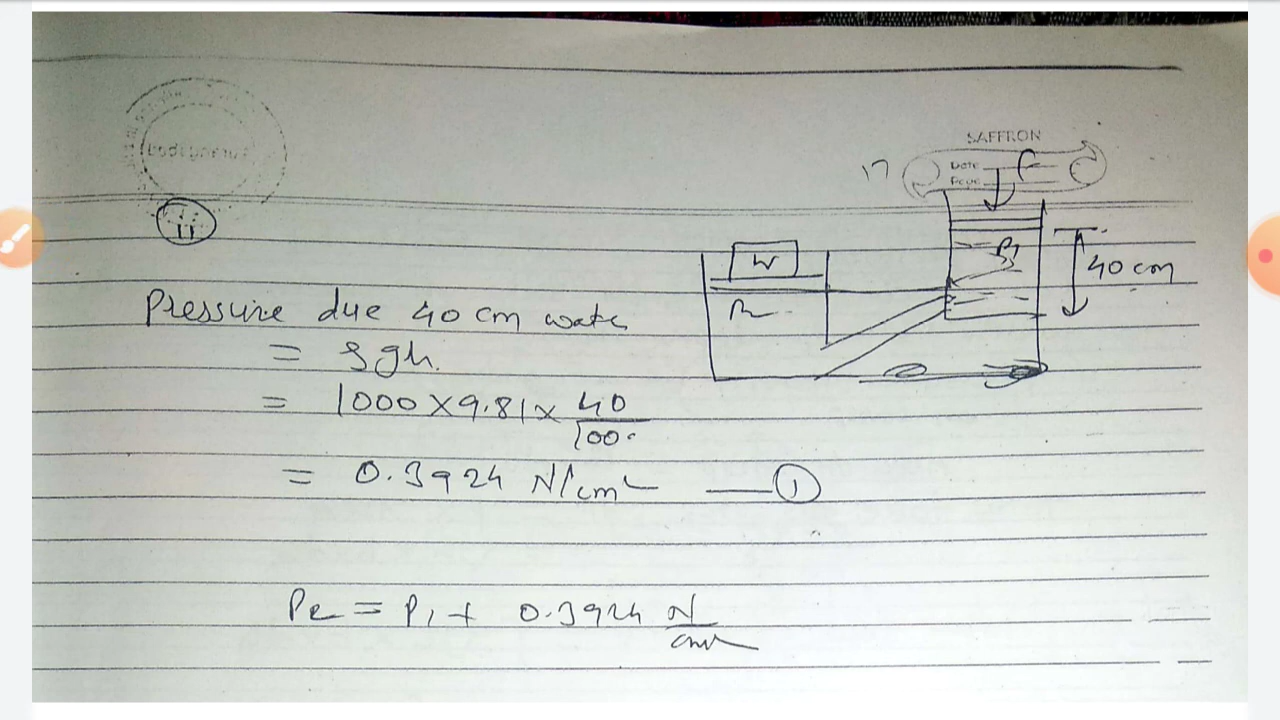 SAFFRON
Date
Page
17
F
ii
W
P1
40 cm
P2
Pressure due 40 cm wate
= ρgh.
= 1000 × 9.81 × 40/100
= 0.3924 N/cm² — ①
P2 = P1 + 0.3924 N/cm²